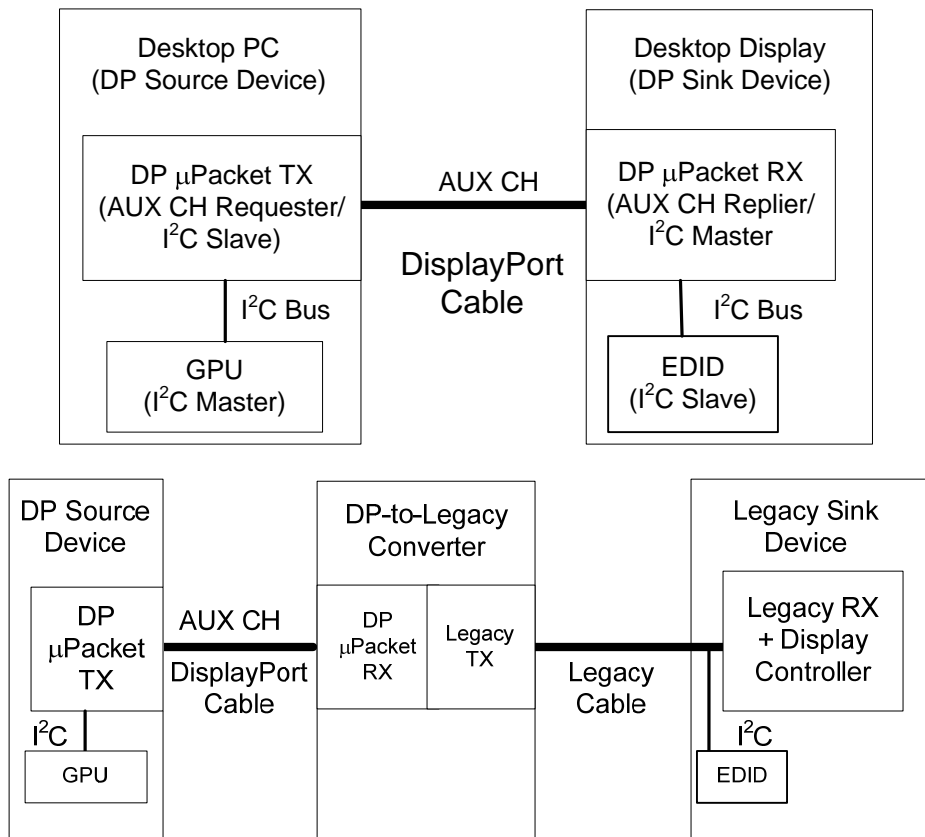 Desktop PC
(DP Source Device)
DP μPacket TX
(AUX CH Requester/
I²C Slave)
I²C Bus
GPU
(I²C Master)
AUX CH
DisplayPort
Cable
Desktop Display
(DP Sink Device)
DP μPacket RX
(AUX CH Replier/
I²C Master
I²C Bus
EDID
(I²C Slave)
DP Source
Device
DP
μPacket
TX
I²C
GPU
AUX CH
DisplayPort
Cable
DP-to-Legacy
Converter
DP
μPacket
RX
Legacy
TX
Legacy
Cable
Legacy Sink
Device
Legacy RX
+ Display
Controller
I²C
EDID